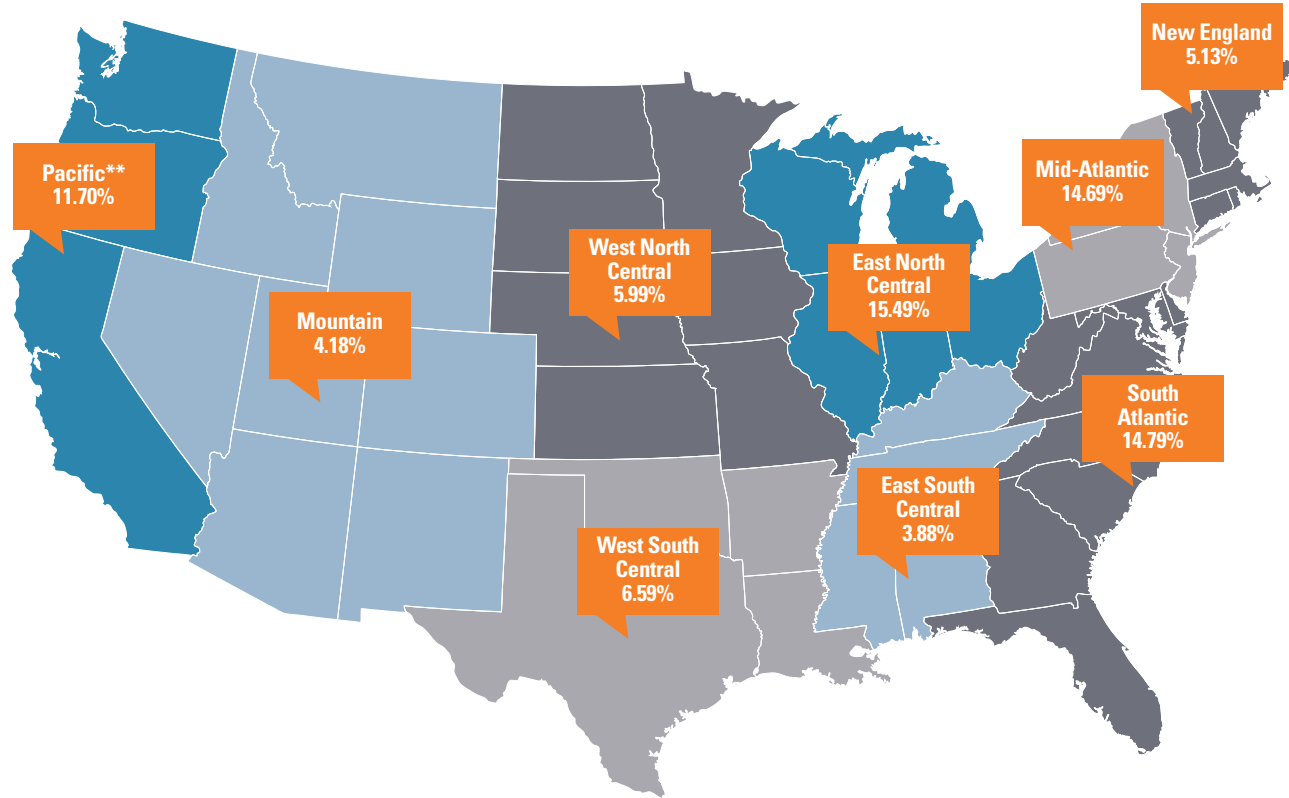 New England
5.13%
Pacific**
11.70%
Mid-Atlantic
14.69%
West North
Central
5.99%
East North
Central
15.49%
Mountain
4.18%
South
Atlantic
14.79%
East South
Central
3.88%
West South
Central
6.59%